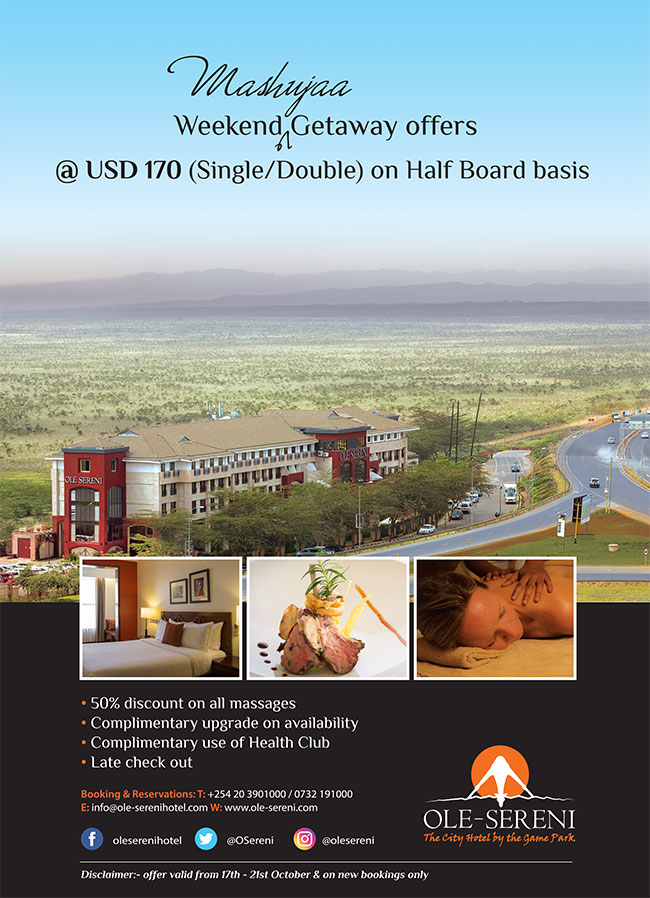 Mashujaa
Weekend Getaway offers
@ USD 170 (Single/Double) on Half Board basis
OLE SERENI
OLE SERENI
• 50% discount on all massages
• Complimentary upgrade on availability
• Complimentary use of Health Club
• Late check out
Booking & Reservations: T: +254 20 3901000 / 0732 191000
E: info@ole-serenihotel.com W: www.ole-sereni.com
oleserenihotel @OSereni @olesereni
OLE-SERENI
The City Hotel by the Game Park
Disclaimer:- offer valid from 17th - 21st October & on new bookings only